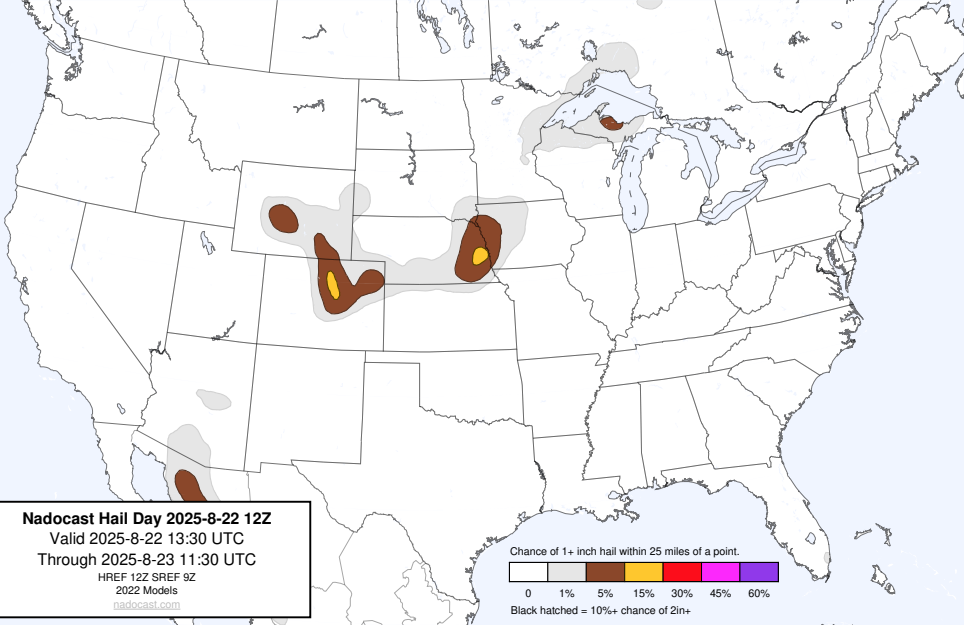 Nadocast Hail Day 2025-8-22 12Z
Valid 2025-8-22 13:30 UTC
Through 2025-8-23 11:30 UTC
HREF 12Z SREF 9Z
2022 Models
nadocast.com
Chance of 1+ inch hail within 25 miles of a point.
0 1% 5% 15% 30% 45% 60%
Black hatched = 10%+ chance of 2in+